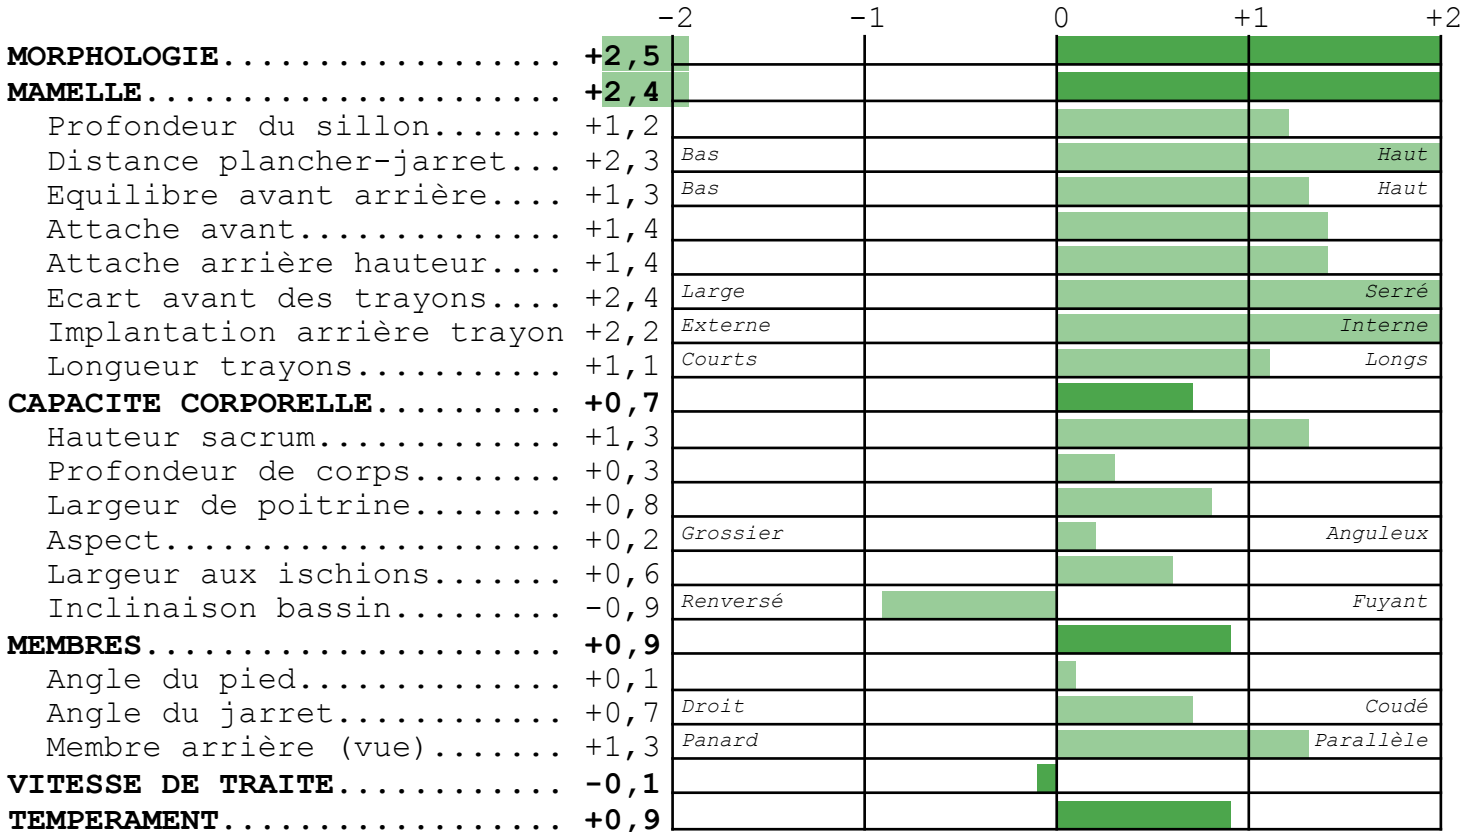 -2 -1 0 +1 +2
MORPHOLOGIE.................. +2,5
MAMELLE...................... +2,4
Profondeur du sillon....... +1,2
Distance plancher-jarret... +2,3 Bas Haut
Equilibre avant arrière.... +1,3 Bas Haut
Attache avant.............. +1,4
Attache arrière hauteur.... +1,4
Ecart avant des trayons.... +2,4 Large Serré
Implantation arrière trayon +2,2 Externe Interne
Longueur trayons........... +1,1 Courts Longs
CAPACITE CORPORELLE.......... +0,7
Hauteur sacrum............. +1,3
Profondeur de corps........ +0,3
Largeur de poitrine........ +0,8
Aspect..................... +0,2 Grossier Anguleux
Largeur aux ischions....... +0,6
Inclinaison bassin......... -0,9 Renversé Fuyant
MEMBRES...................... +0,9
Angle du pied.............. +0,1
Angle du jarret............ +0,7 Droit Coudé
Membre arrière (vue)....... +1,3 Panard Parallèle
VITESSE DE TRAITE............ -0,1
TEMPERAMENT.................. +0,9